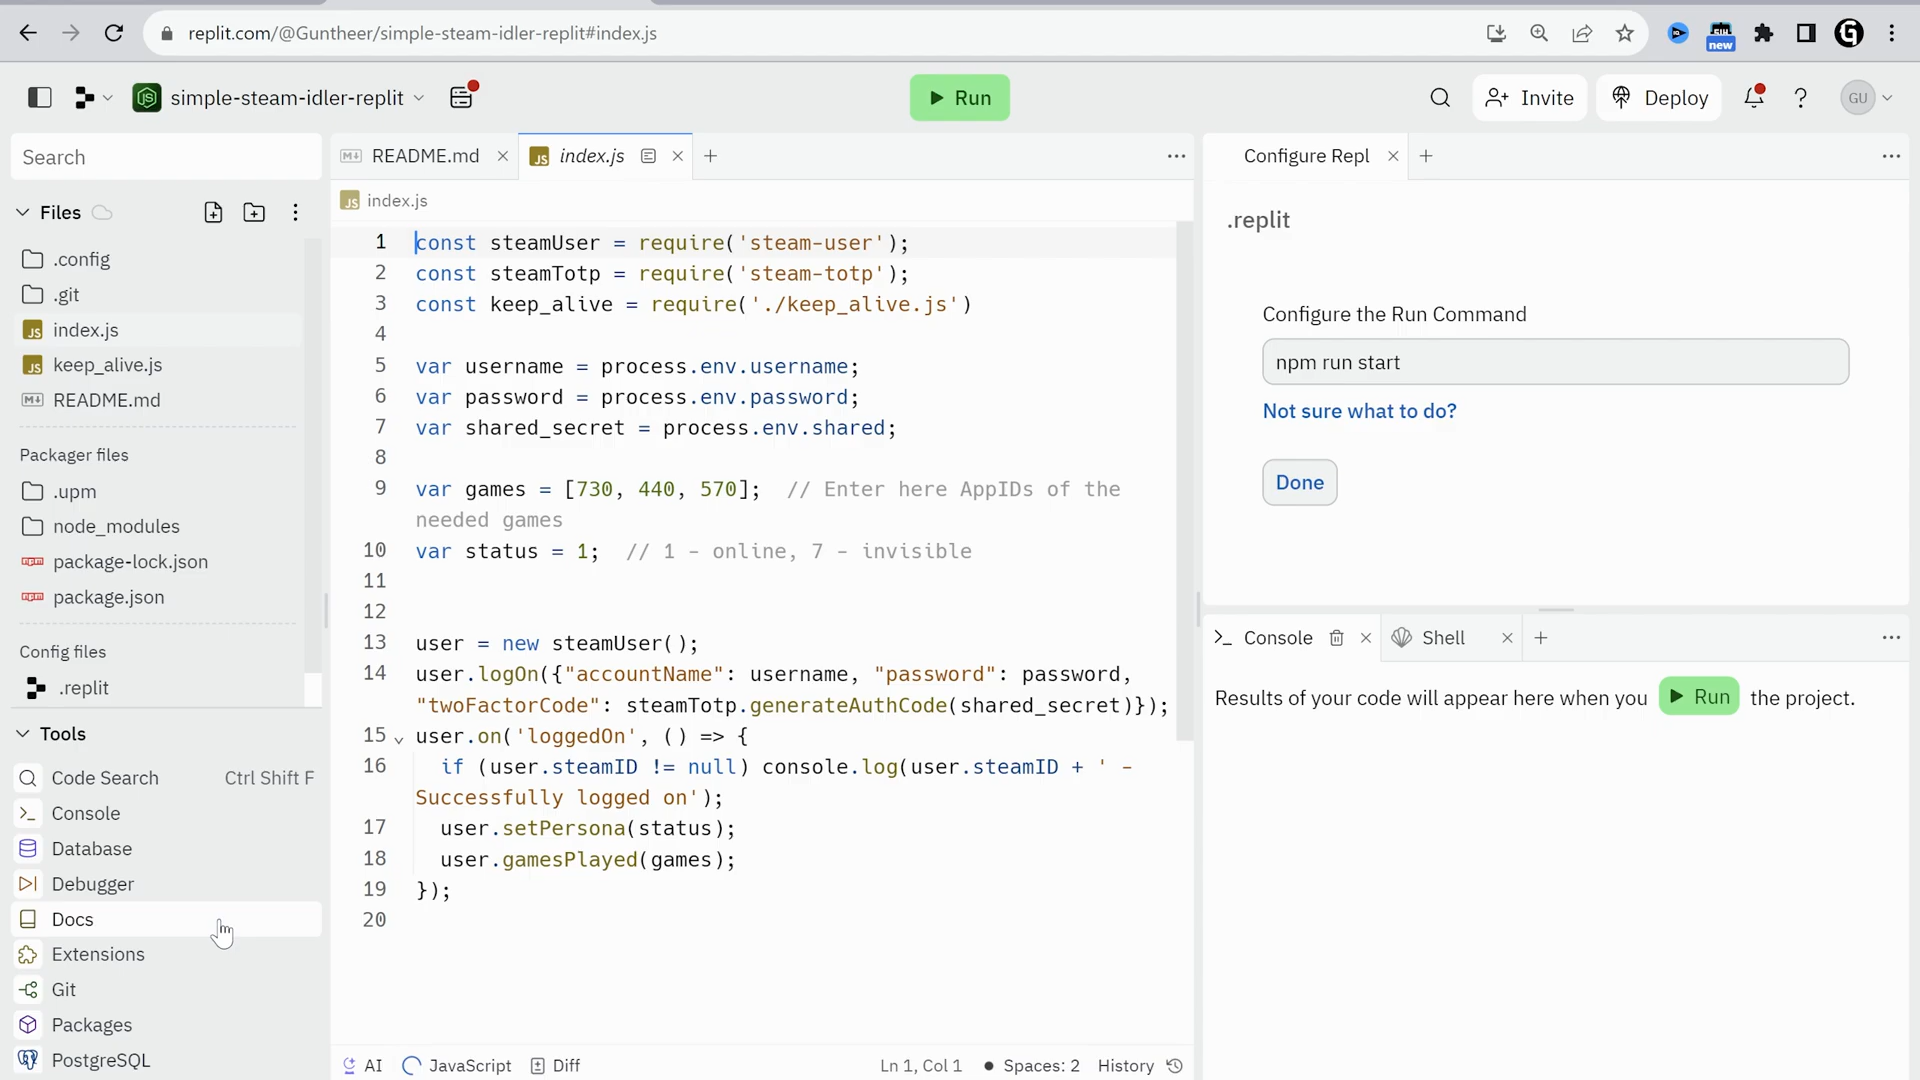 replit.com/@Guntheer/simple-steam-idler-replit#index.js
new
simple-steam-idler-replit
Run
Invite
Deploy
?
GU
Search
README.md
index.js
Configure Repl
index.js
Files
.config
.git
index.js
keep_alive.js
README.md
Packager files
.upm
node_modules
package-lock.json
package.json
Config files
.replit
Tools
Code Search Ctrl Shift F
Console
Database
Debugger
Docs
Extensions
Git
Packages
PostgreSQL
1 const steamUser = require('steam-user');
2 const steamTotp = require('steam-totp');
3 const keep_alive = require('./keep_alive.js')
4
5 var username = process.env.username;
6 var password = process.env.password;
7 var shared_secret = process.env.shared;
8
9 var games = [730, 440, 570];  // Enter here AppIDs of the
needed games
10 var status = 1;  // 1 - online, 7 - invisible
11
12
13 user = new steamUser();
14 user.logOn({"accountName": username, "password": password,
"twoFactorCode": steamTotp.generateAuthCode(shared_secret)});
15 user.on('loggedOn', () => {
16   if (user.steamID != null) console.log(user.steamID + ' -
Successfully logged on');
17   user.setPersona(status);
18   user.gamesPlayed(games);
19 });
20
AI JavaScript Diff Ln 1, Col 1 Spaces: 2 History
.replit
Configure the Run Command
npm run start
Not sure what to do?
Done
Console
Shell
Results of your code will appear here when you Run the project.